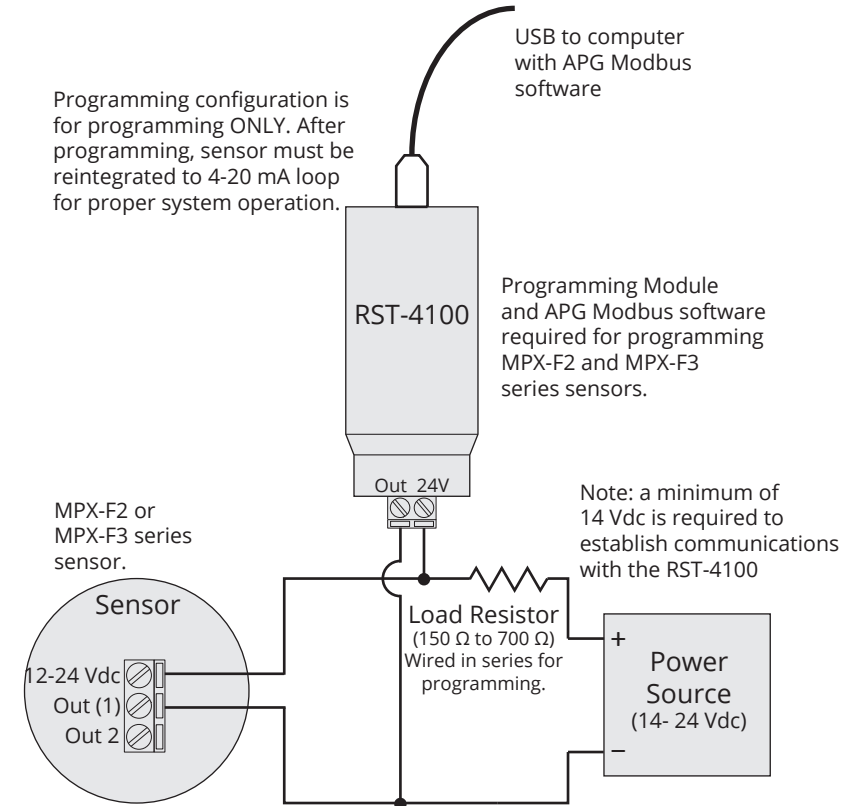 USB to computer
with APG Modbus
software
Programming configuration is
for programming ONLY. After
programming, sensor must be
reintegrated to 4-20 mA loop
for proper system operation.
RST-4100
Programming Module
and APG Modbus software
required for programming
MPX-F2 and MPX-F3
series sensors.
Out 24V
MPX-F2 or
MPX-F3 series
sensor.
Note: a minimum of
14 Vdc is required to
establish communications
with the RST-4100
Sensor
12-24 Vdc
Out (1)
Out 2
Load Resistor
(150 Ω to 700 Ω)
Wired in series for
programming.
+
Power
Source
(14- 24 Vdc)
−